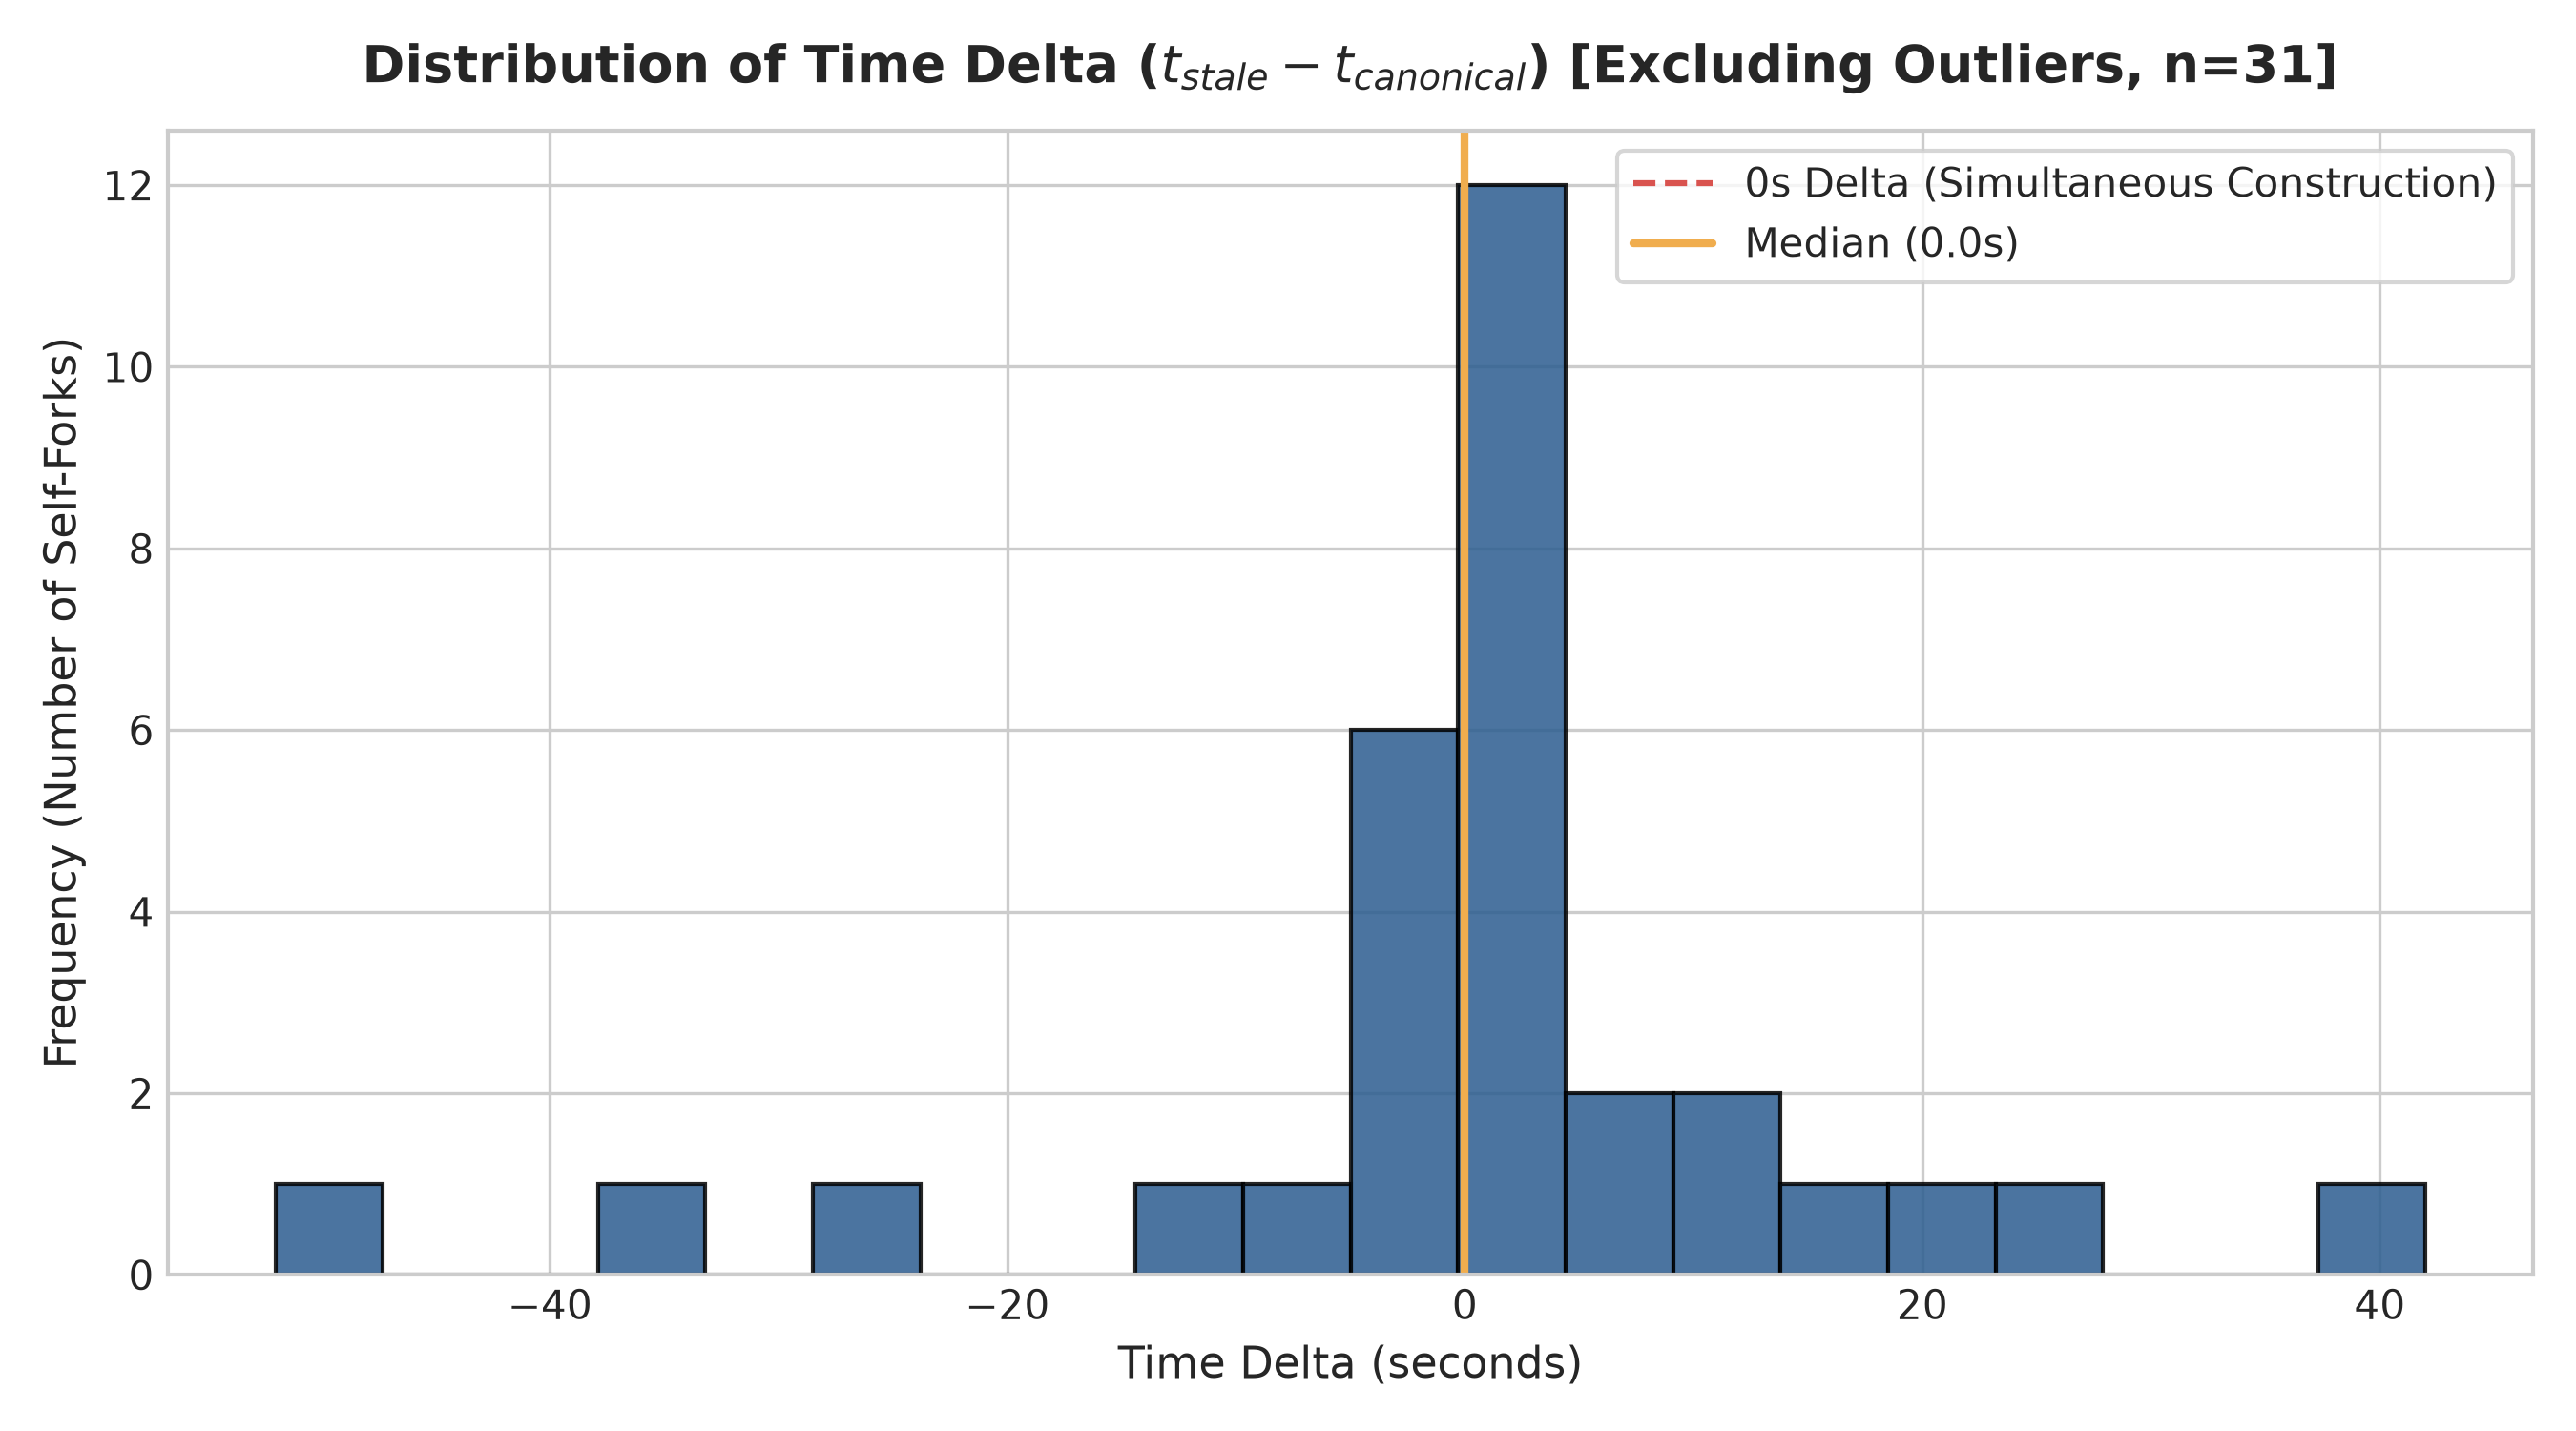 Distribution of Time Delta (t_stale − t_canonical) [Excluding Outliers, n=31]
0s Delta (Simultaneous Construction)
Median (0.0s)
Frequency (Number of Self-Forks)
12
10
8
6
4
2
0
−40 −20 0 20 40
Time Delta (seconds)